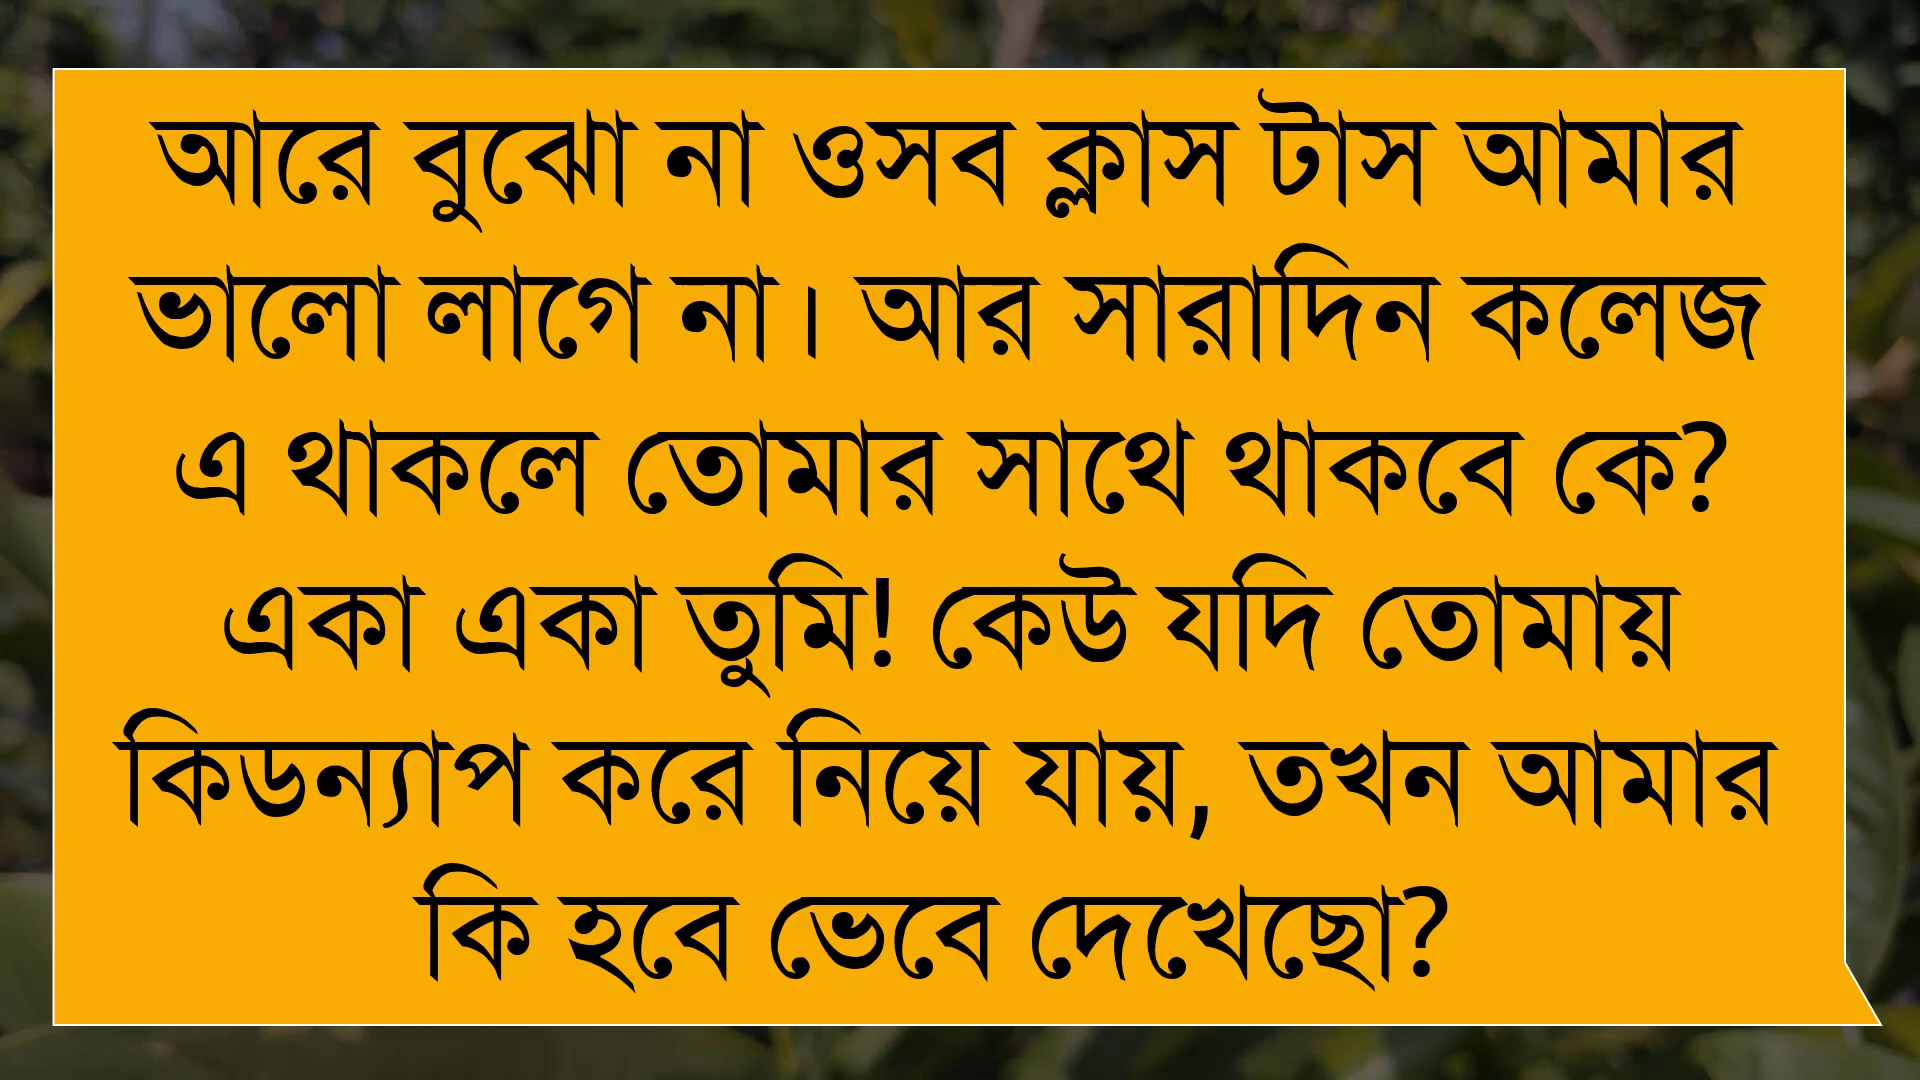 আরে বুঝো না ওসব ক্লাস টাস আমার
ভালো লাগে না। আর সারাদিন কলেজ
এ থাকলে তোমার সাথে থাকবে কে?
একা একা তুমি! কেউ যদি তোমায়
কিডন্যাপ করে নিয়ে যায়, তখন আমার
কি হবে ভেবে দেখেছো?